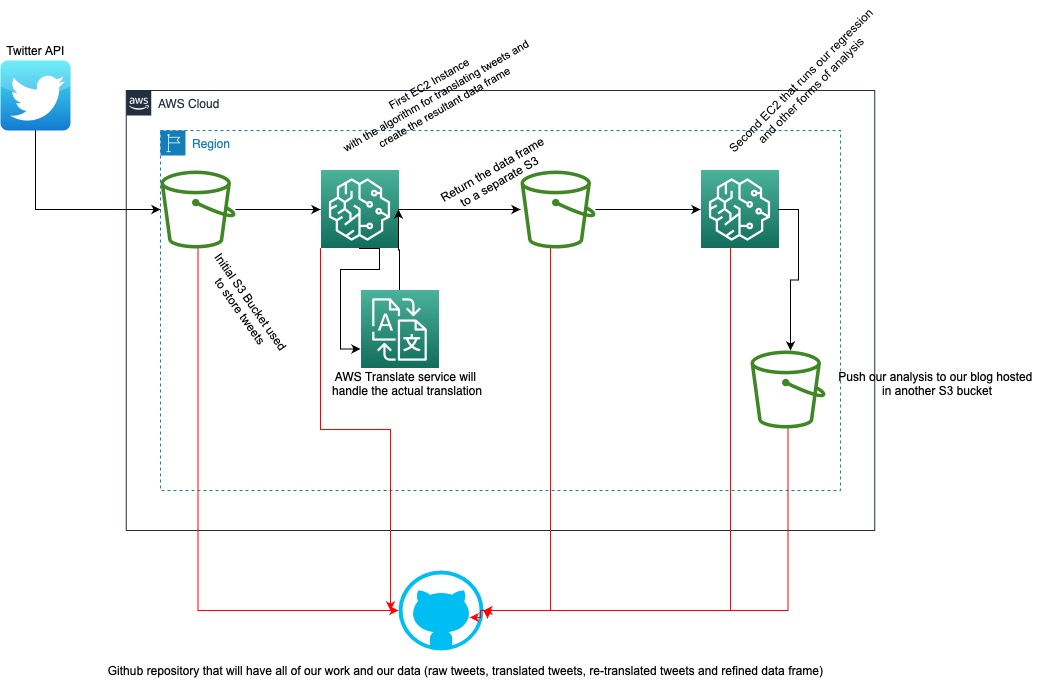 Twitter API
aws
AWS Cloud
Region
First EC2 Instance
with the algorithm for translating tweets and
create the resultant data frame
Return the data frame
to a separate S3
Second EC2 that runs our regression
and other forms of analysis
Initial S3 Bucket used
to store tweets
A
文
AWS Translate service will
handle the actual translation
Push our analysis to our blog hosted
in another S3 bucket
Github repository that will have all of our work and our data (raw tweets, translated tweets, re-translated tweets and refined data frame)